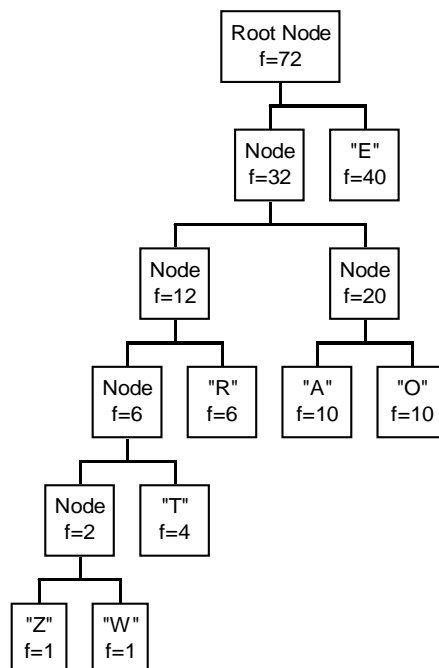 Root Node
f=72
Node
f=32
"E"
f=40
Node
f=12
Node
f=20
Node
f=6
"R"
f=6
"A"
f=10
"O"
f=10
Node
f=2
"T"
f=4
"Z"
f=1
"W"
f=1